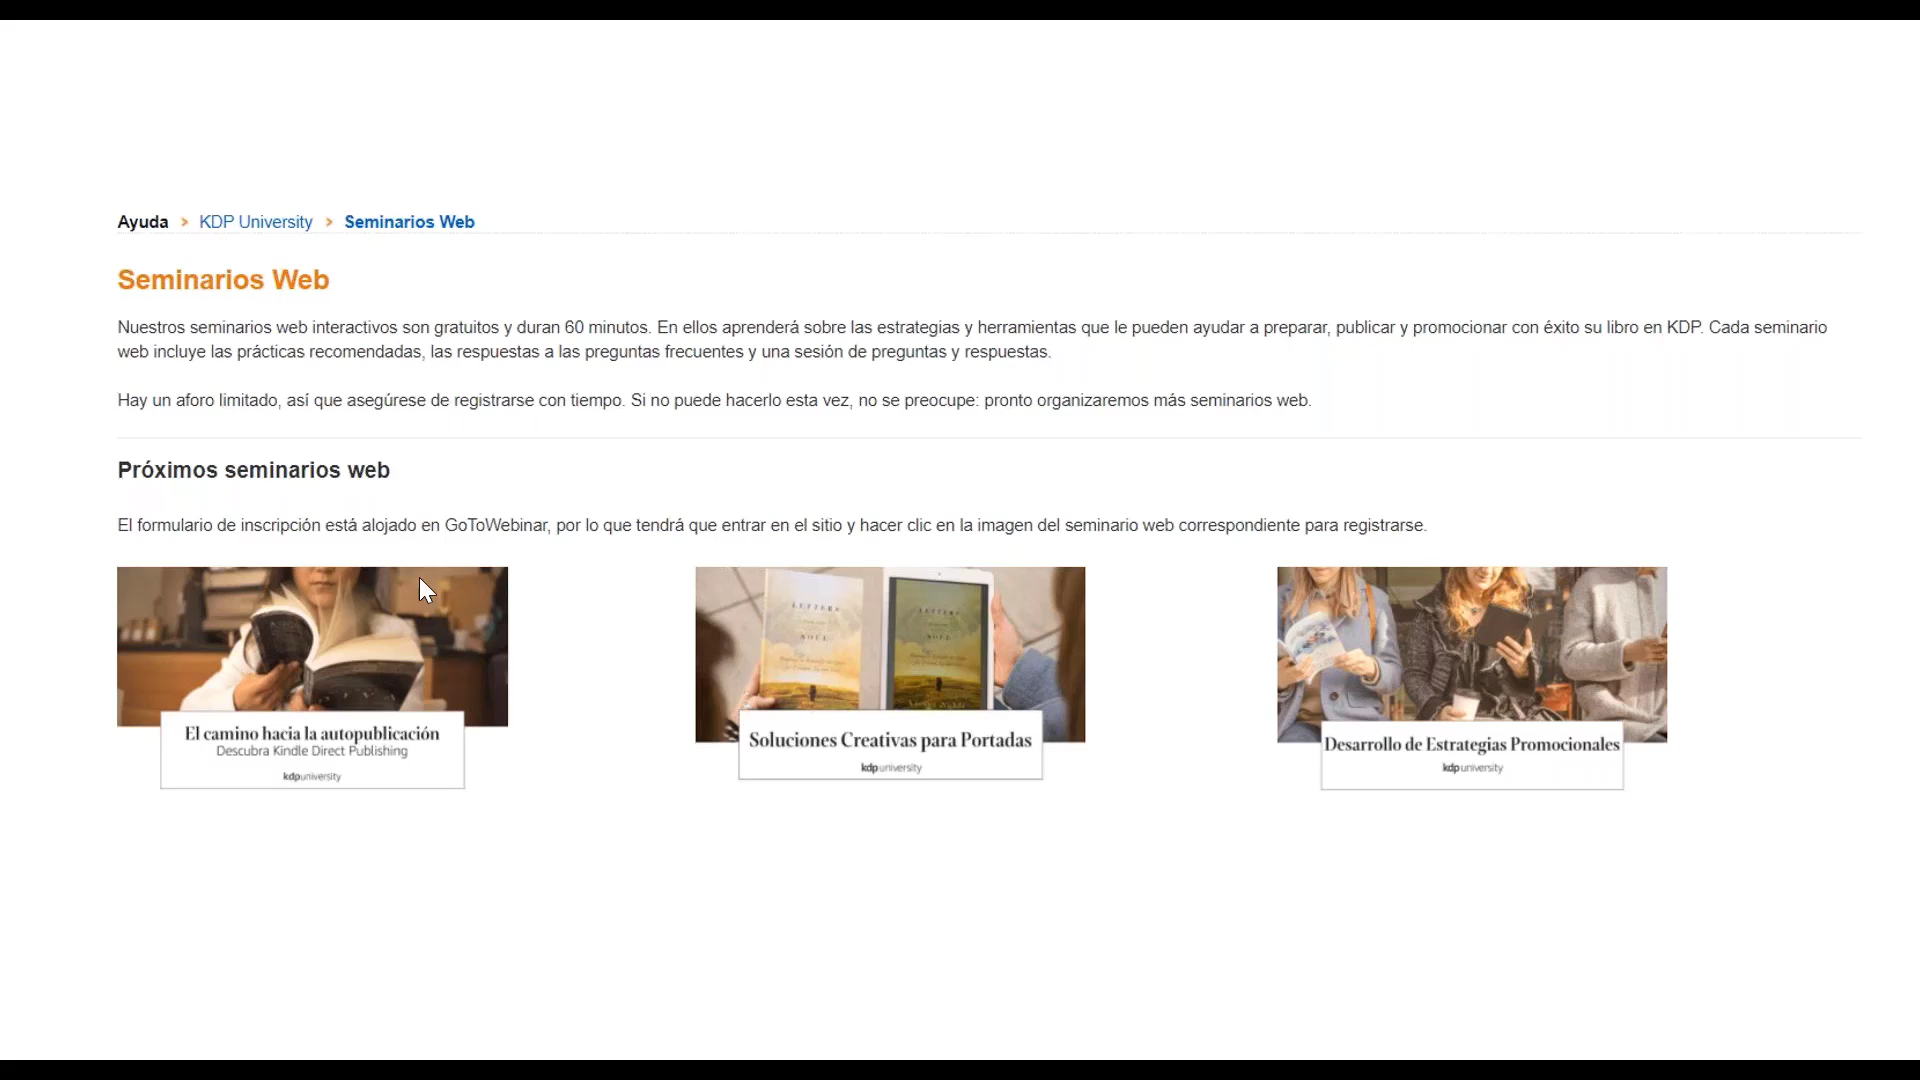 Ayuda > KDP University > Seminarios Web
Seminarios Web
Nuestros seminarios web interactivos son gratuitos y duran 60 minutos. En ellos aprenderá sobre las estrategias y herramientas que le pueden ayudar a preparar, publicar y promocionar con éxito su libro en KDP. Cada seminario
web incluye las prácticas recomendadas, las respuestas a las preguntas frecuentes y una sesión de preguntas y respuestas.
Hay un aforo limitado, así que asegúrese de registrarse con tiempo. Si no puede hacerlo esta vez, no se preocupe: pronto organizaremos más seminarios web.
Próximos seminarios web
El formulario de inscripción está alojado en GoToWebinar, por lo que tendrá que entrar en el sitio y hacer clic en la imagen del seminario web correspondiente para registrarse.
El camino hacia la autopublicación
Descubra Kindle Direct Publishing
kdpuniversity
LETTERS
LETTERS
Soluciones Creativas para Portadas
kdpuniversity
Desarrollo de Estrategias Promocionales
kdpuniversity